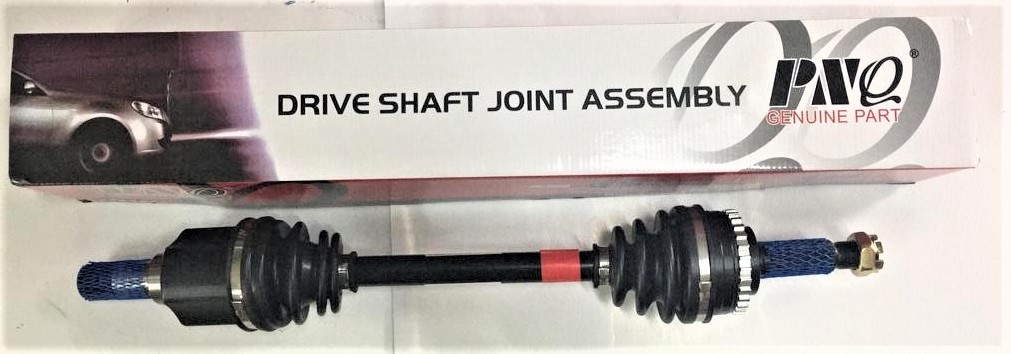 DRIVE SHAFT JOINT ASSEMBLY
PNQ®
GENUINE PART